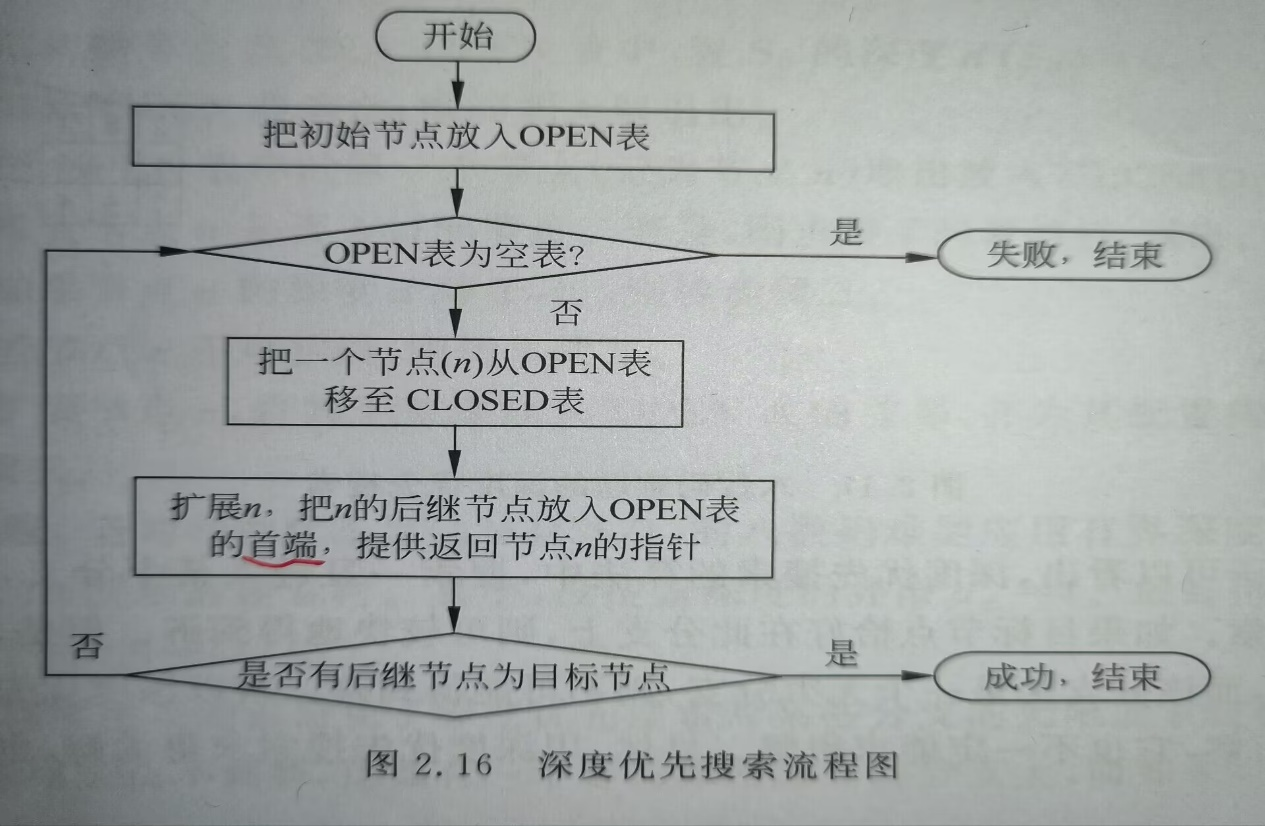 开始
把初始节点放入OPEN表
OPEN表为空表?
是
失败，结束
否
把一个节点(n)从OPEN表
移至 CLOSED表
扩展n，把n的后继节点放入OPEN表
的首端，提供返回节点n的指针
否
是否有后继节点为目标节点
是
成功，结束
图 2.16 深度优先搜索流程图